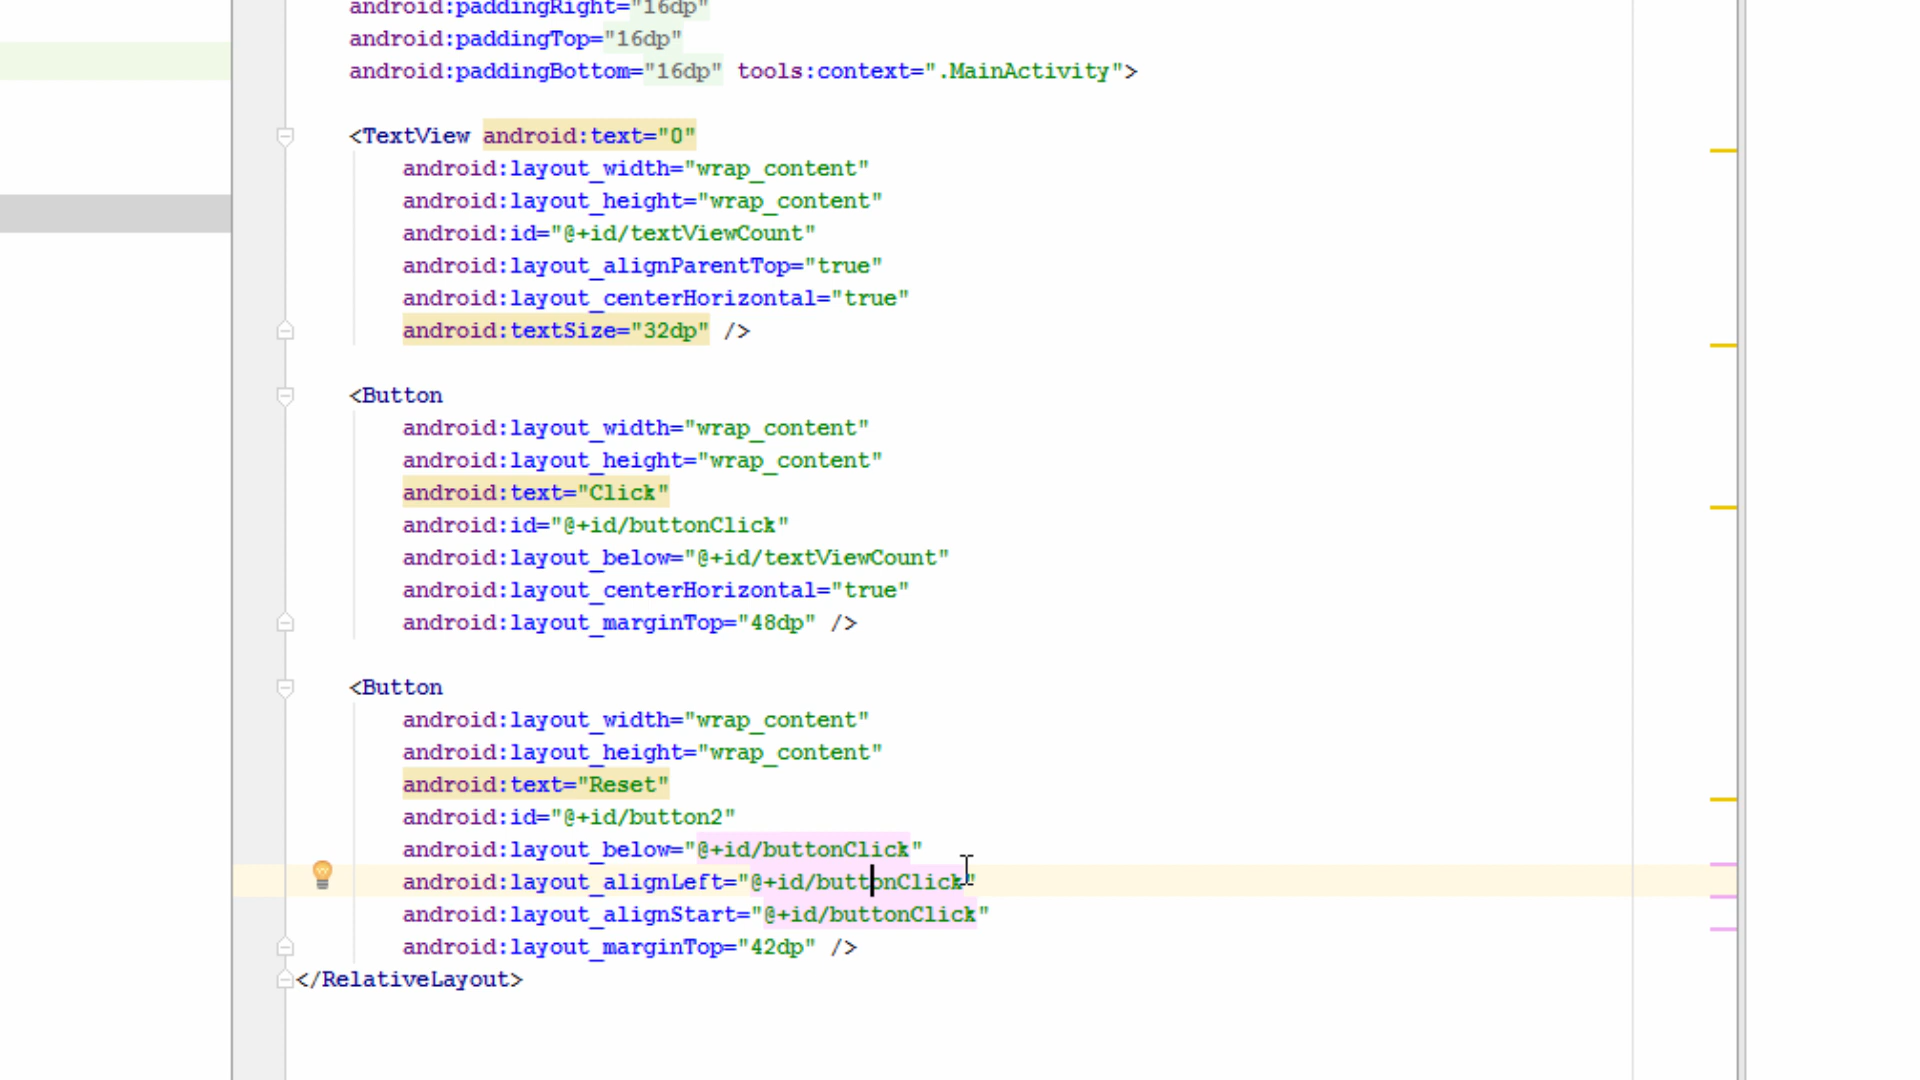 android:paddingRight="16dp"
android:paddingTop="16dp"
android:paddingBottom="16dp" tools:context=".MainActivity">
<TextView android:text="0"
android:layout_width="wrap_content"
android:layout_height="wrap_content"
android:id="@+id/textViewCount"
android:layout_alignParentTop="true"
android:layout_centerHorizontal="true"
android:textSize="32dp" />
<Button
android:layout_width="wrap_content"
android:layout_height="wrap_content"
android:text="Click"
android:id="@+id/buttonClick"
android:layout_below="@+id/textViewCount"
android:layout_centerHorizontal="true"
android:layout_marginTop="48dp" />
<Button
android:layout_width="wrap_content"
android:layout_height="wrap_content"
android:text="Reset"
android:id="@+id/button2"
android:layout_below="@+id/buttonClick"
android:layout_alignLeft="@+id/buttonClick"
android:layout_alignStart="@+id/buttonClick"
android:layout_marginTop="42dp" />
</RelativeLayout>